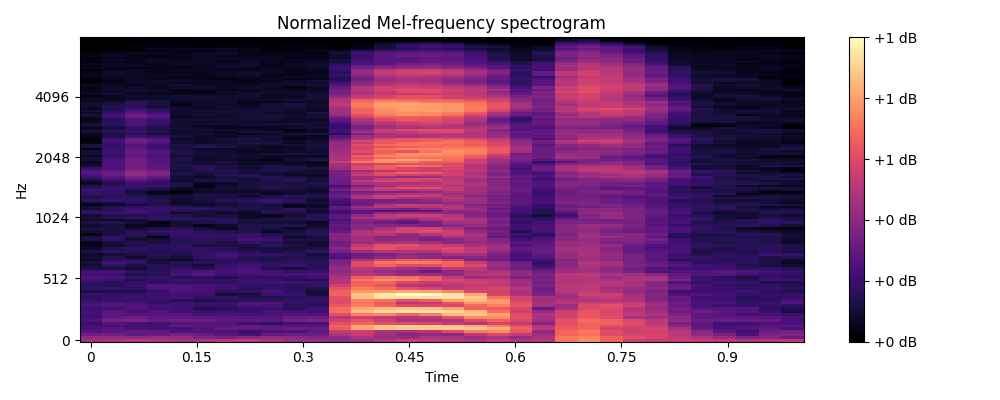 Normalized Mel-frequency spectrogram
Hz
4096
2048
1024
512
0
0 0.15 0.3 0.45 0.6 0.75 0.9
Time
+1 dB
+1 dB
+1 dB
+0 dB
+0 dB
+0 dB